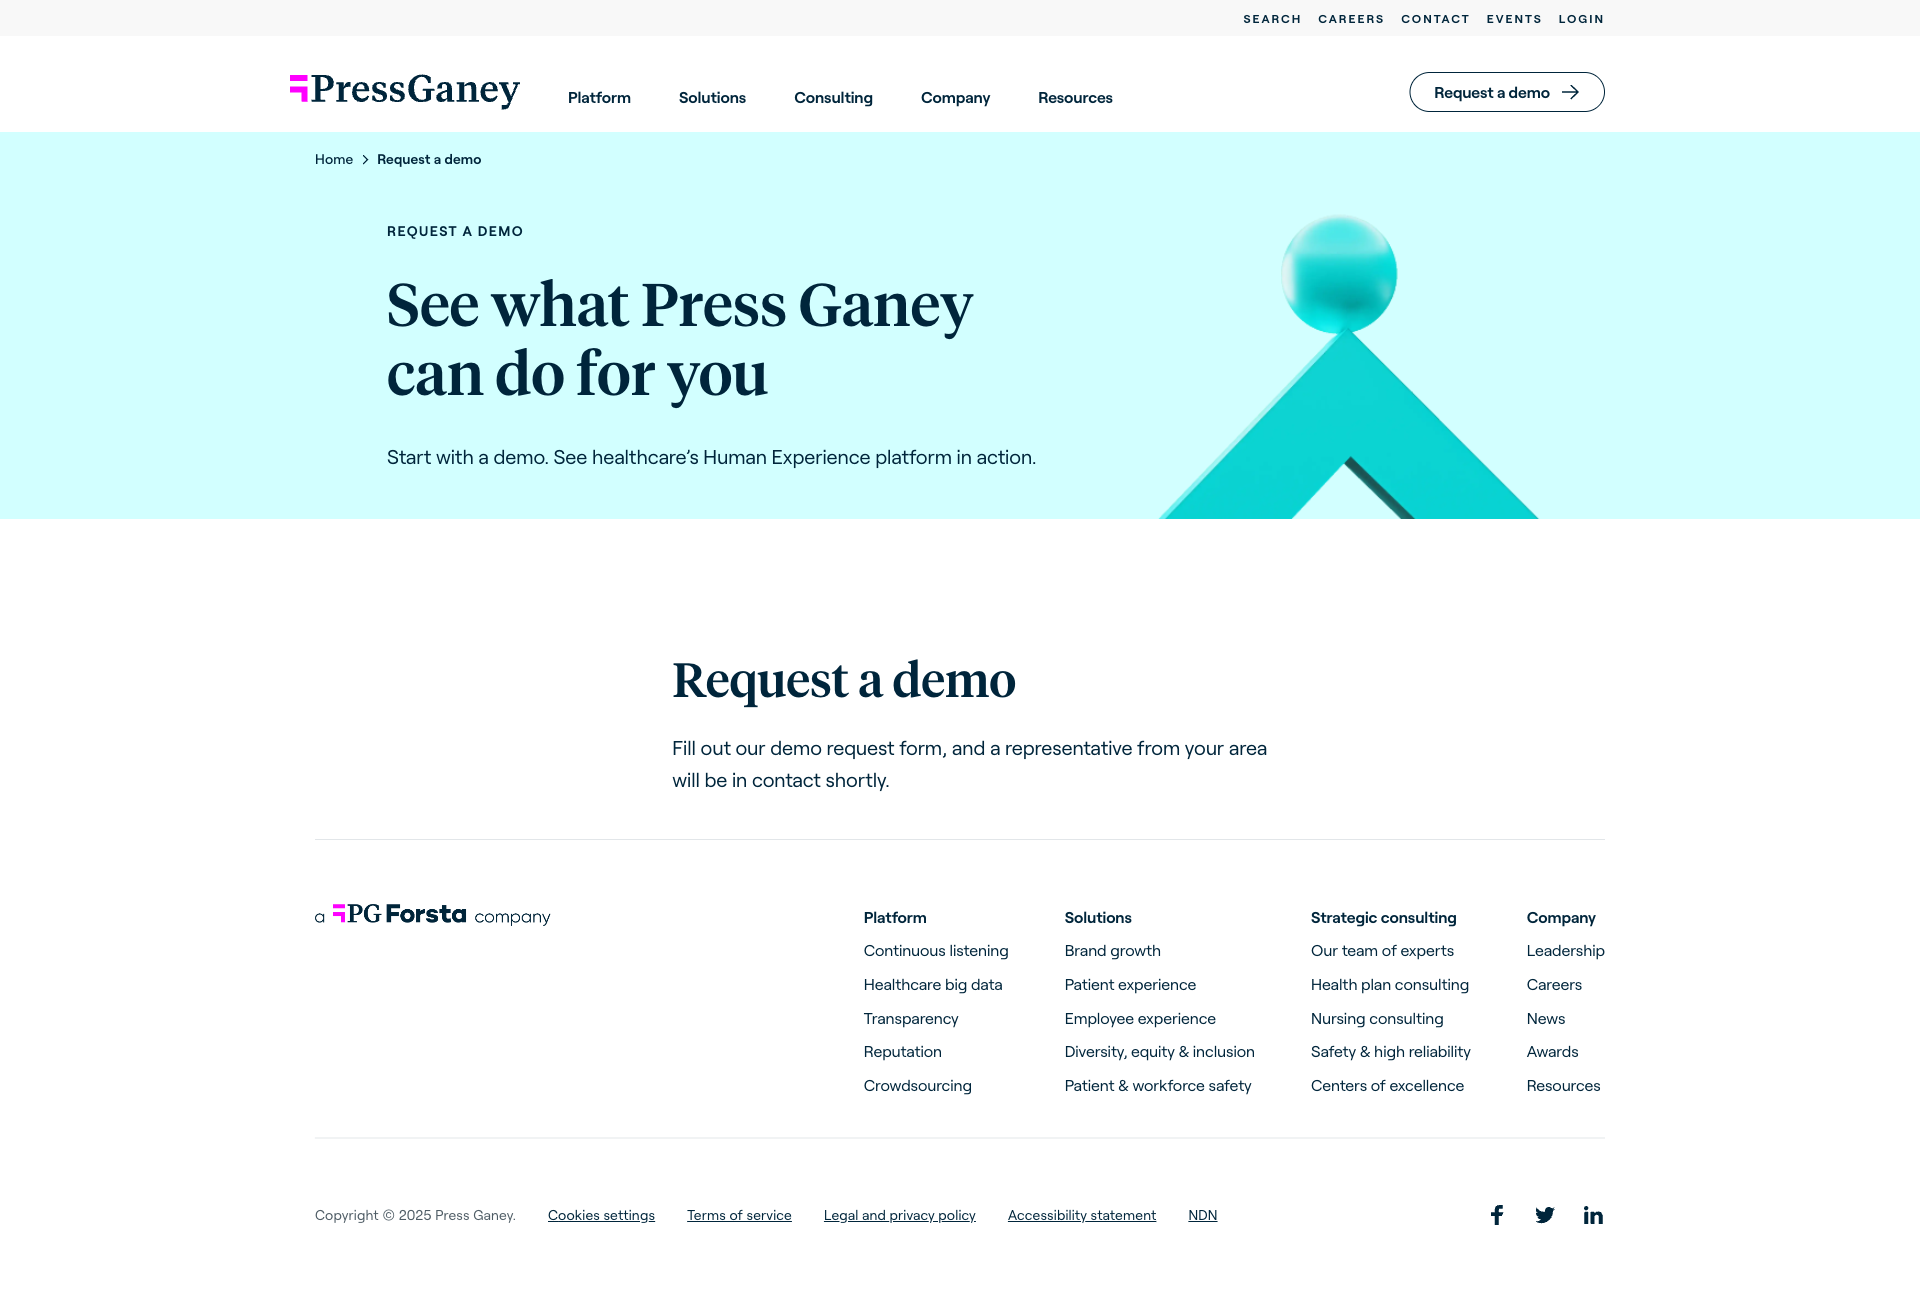 SEARCH CAREERS CONTACT EVENTS LOGIN
PressGaney
Platform Solutions Consulting Company Resources
Request a demo
Home Request a demo
REQUEST A DEMO
See what Press Ganey
can do for you
Start with a demo. See healthcare’s Human Experience platform in action.
Request a demo
Fill out our demo request form, and a representative from your area
will be in contact shortly.
a PG Forsta company
Platform
Continuous listening
Healthcare big data
Transparency
Reputation
Crowdsourcing
Solutions
Brand growth
Patient experience
Employee experience
Diversity, equity & inclusion
Patient & workforce safety
Strategic consulting
Our team of experts
Health plan consulting
Nursing consulting
Safety & high reliability
Centers of excellence
Company
Leadership
Careers
News
Awards
Resources
Copyright © 2025 Press Ganey. Cookies settings Terms of service Legal and privacy policy Accessibility statement NDN